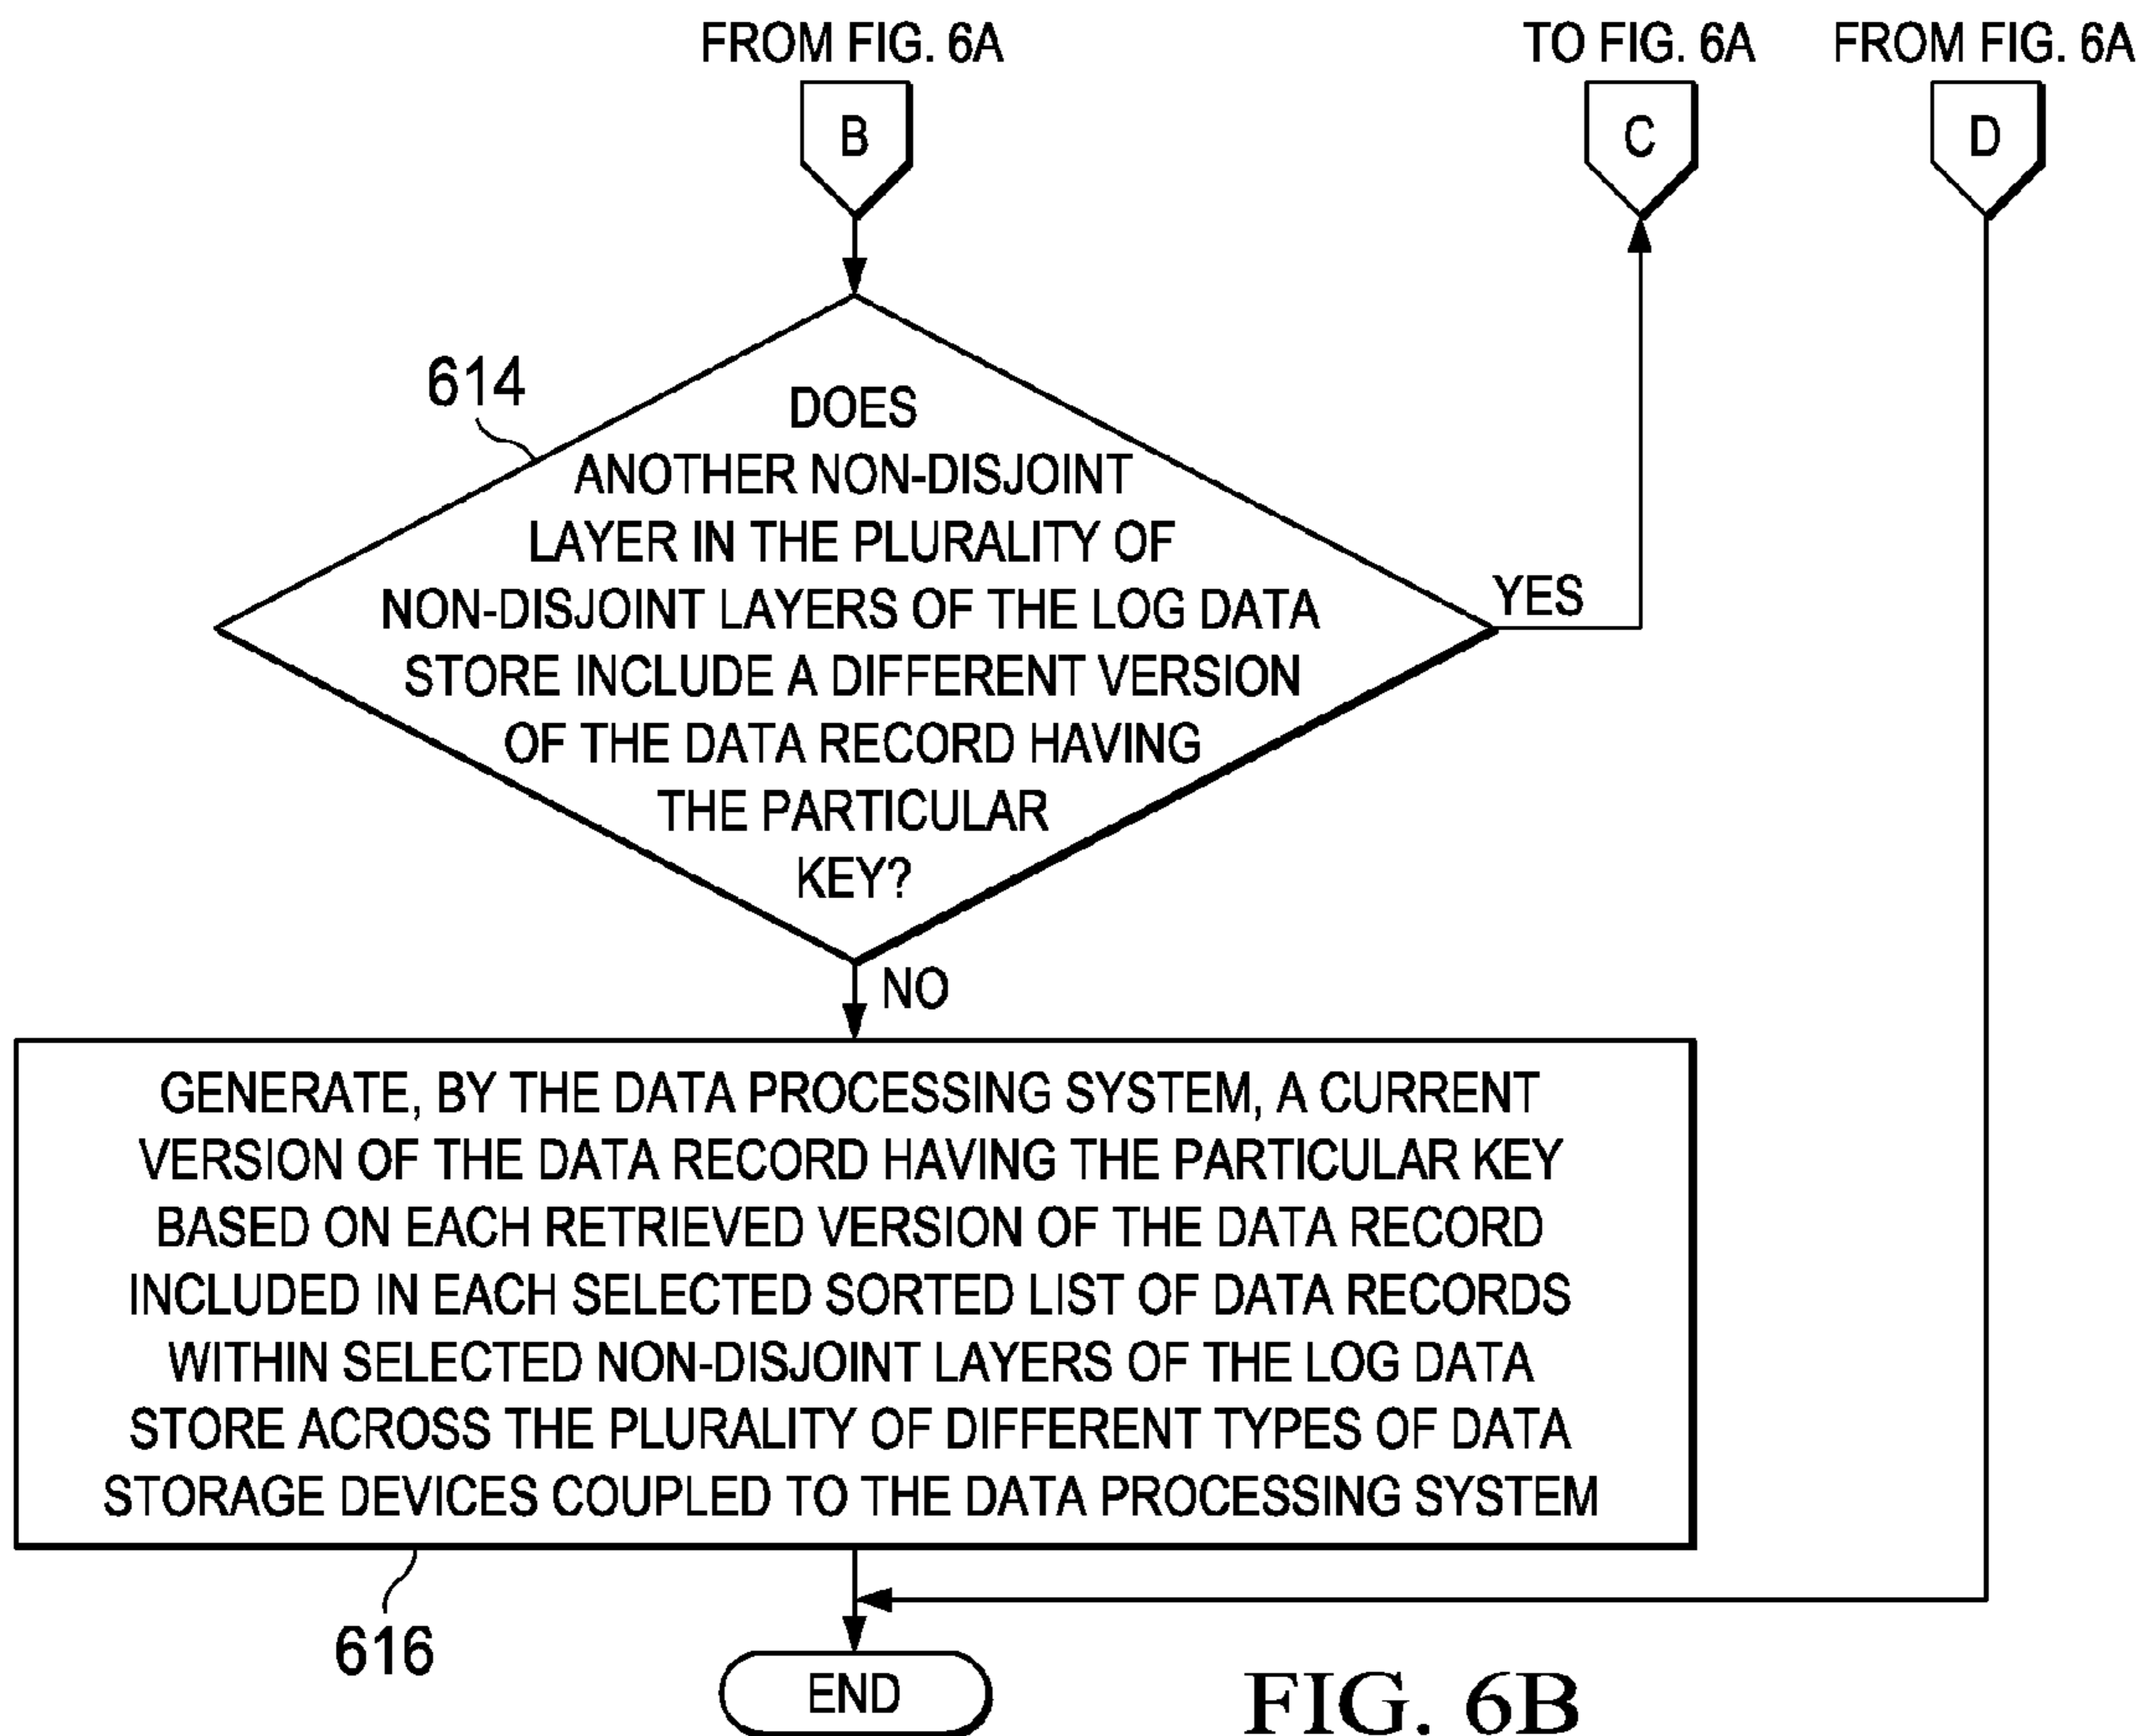 FROM FIG. 6A
TO FIG. 6A
FROM FIG. 6A
B
C
D
614
DOES
ANOTHER NON-DISJOINT
LAYER IN THE PLURALITY OF
NON-DISJOINT LAYERS OF THE LOG DATA
STORE INCLUDE A DIFFERENT VERSION
OF THE DATA RECORD HAVING
THE PARTICULAR
KEY?
YES
NO
GENERATE, BY THE DATA PROCESSING SYSTEM, A CURRENT
VERSION OF THE DATA RECORD HAVING THE PARTICULAR KEY
BASED ON EACH RETRIEVED VERSION OF THE DATA RECORD
INCLUDED IN EACH SELECTED SORTED LIST OF DATA RECORDS
WITHIN SELECTED NON-DISJOINT LAYERS OF THE LOG DATA
STORE ACROSS THE PLURALITY OF DIFFERENT TYPES OF DATA
STORAGE DEVICES COUPLED TO THE DATA PROCESSING SYSTEM
616
END
FIG. 6B